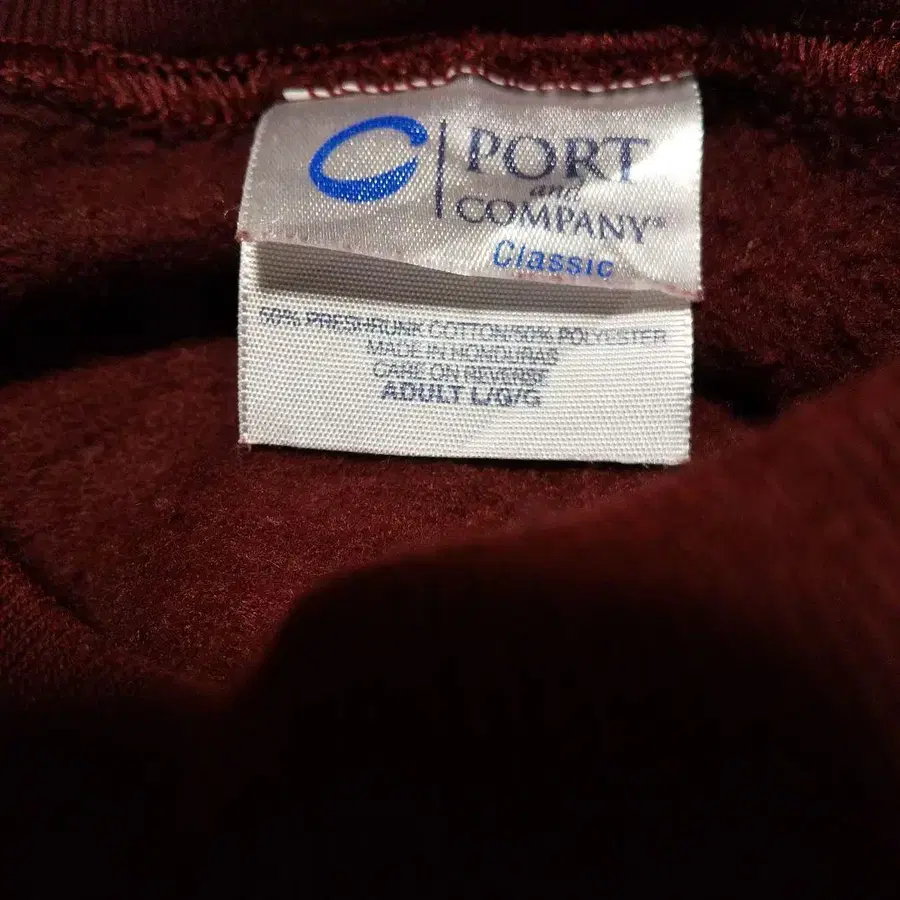 PORT
and
COMPANY®
Classic
50% PRESHRUNK COTTON/50% POLYESTER
MADE IN HONDURAS
CARE ON REVERSE
ADULT L/G/G